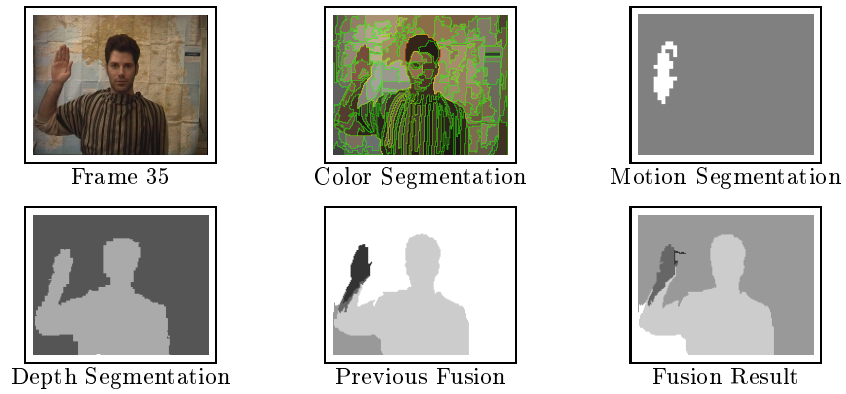 Frame 35
Color Segmentation
Motion Segmentation
Depth Segmentation
Previous Fusion
Fusion Result